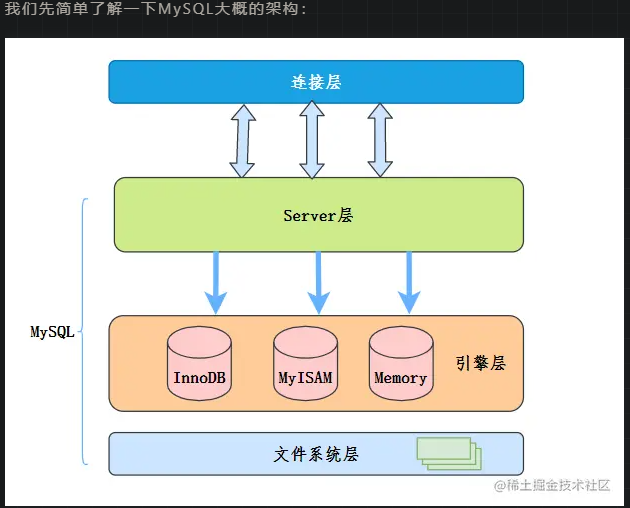 我们先简单了解一下MySQL大概的架构：
连接层
Server层
MySQL
InnoDB
MyISAM
Memory
引擎层
文件系统层
@稀土掘金技术社区